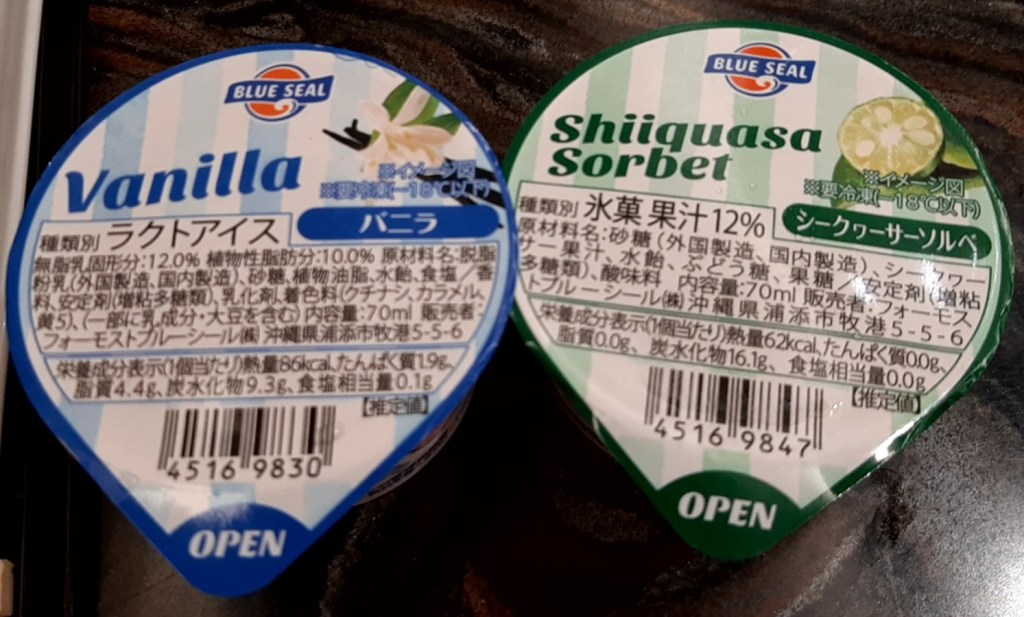 BLUE SEAL
Vanilla
※イメージ図
※要冷凍(−18℃以下)
バニラ
種類別 ラクトアイス
無脂乳固形分:12.0% 植物性脂肪分:10.0% 原材料名:脱脂
粉乳(外国製造、国内製造)、砂糖、植物油脂、水飴、食塩／香
料、安定剤(増粘多糖類)、乳化剤、着色料(クチナシ、カラメル、
黄5)、(一部に乳成分・大豆を含む) 内容量:70ml 販売者:
フォーモストブルーシール㈱ 沖縄県浦添市牧港5-5-6
栄養成分表示(1個当たり)熱量86kcal、たんぱく質1.9g、
脂質4.4g、炭水化物9.3g、食塩相当量0.1g
【推定値】
4516 9830
OPEN
BLUE SEAL
Shiiquasa
Sorbet
※イメージ図
※要冷凍(−18℃以下)
シークヮーサーソルベ
種類別 氷菓 果汁12%
原材料名:砂糖(外国製造、国内製造)、シークヮー
サー果汁、水飴、ぶどう糖、果糖、安定剤(増粘
多糖類)、酸味料 内容量:70ml 販売者:フォーモス
トブルーシール㈱ 沖縄県浦添市牧港5-5-6
栄養成分表示(1個当たり)熱量62kcal、たんぱく質0.0g、
脂質0.0g、炭水化物16.1g、食塩相当量0.0g
【推定値】
4516 9847
OPEN